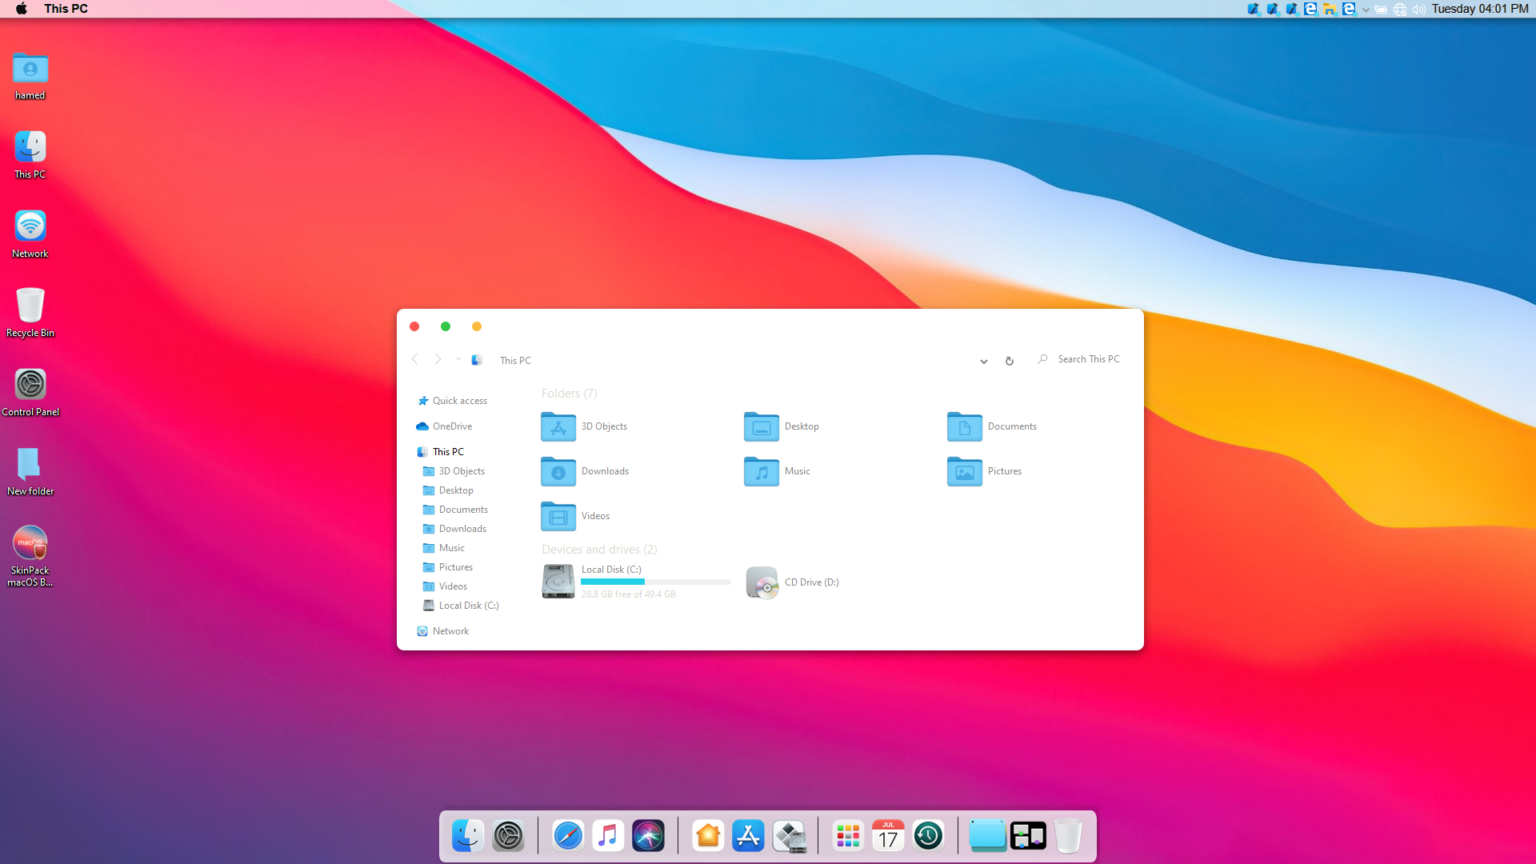 This PC
Tuesday 04:01 PM
hamed
This PC
Network
Recycle Bin
Control Panel
New folder
macOS
SkinPack
macOS B...
This PC
Search This PC
Quick access
OneDrive
This PC
3D Objects
Desktop
Documents
Downloads
Music
Pictures
Videos
Local Disk (C:)
Network
Folders (7)
3D Objects
Desktop
Documents
Downloads
Music
Pictures
Videos
Devices and drives (2)
Local Disk (C:)
28.8 GB free of 49.4 GB
CD Drive (D:)
JUL
17